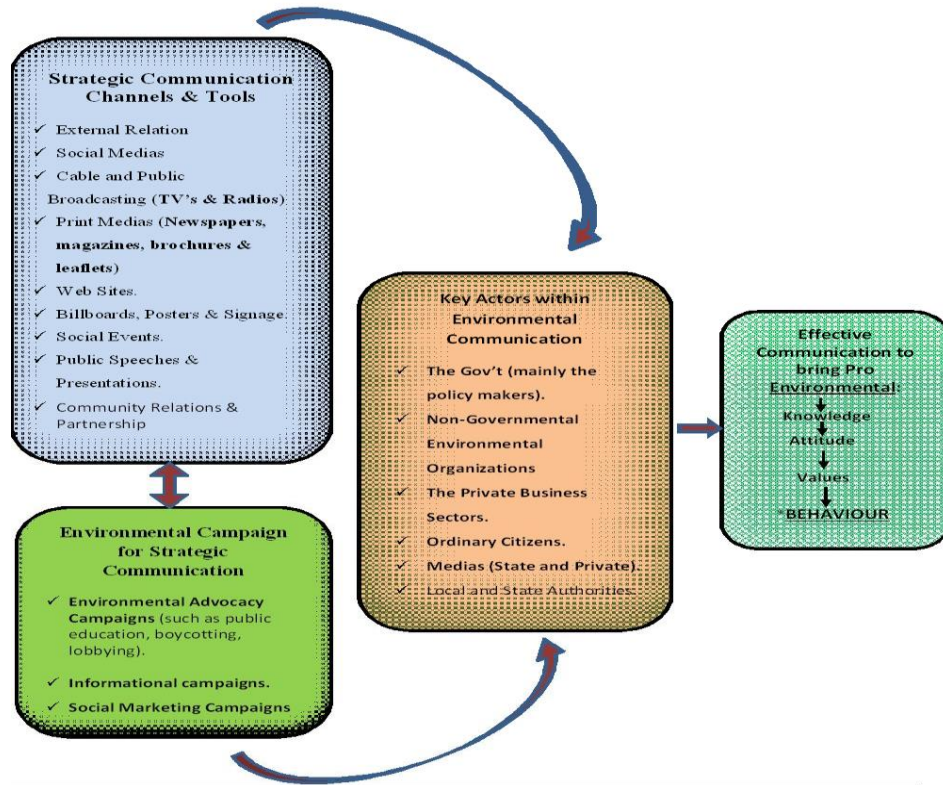 Strategic Communication
Channels & Tools
✓ External Relation
✓ Social Medias
✓ Cable and Public
Broadcasting (TV's & Radios)
✓ Print Medias (Newspapers,
magazines, brochures &
leaflets)
✓ Web Sites.
✓ Billboards, Posters & Signage.
✓ Social Events.
✓ Public Speeches &
Presentations.
✓ Community Relations &
Partnership
Environmental Campaign
for Strategic
Communication
✓ Environmental Advocacy
Campaigns (such as public
education, boycotting,
lobbying).
✓ Informational campaigns.
✓ Social Marketing Campaigns
Key Actors within
Environmental
Communication
✓ The Gov't (mainly the
policy makers).
✓ Non-Governmental
Environmental
Organizations
✓ The Private Business
Sectors.
✓ Ordinary Citizens.
✓ Medias (State and Private).
✓ Local and State Authorities.
Effective
Communication to
bring Pro
Environmental:
Knowledge
Attitude
Values
*BEHAVIOUR